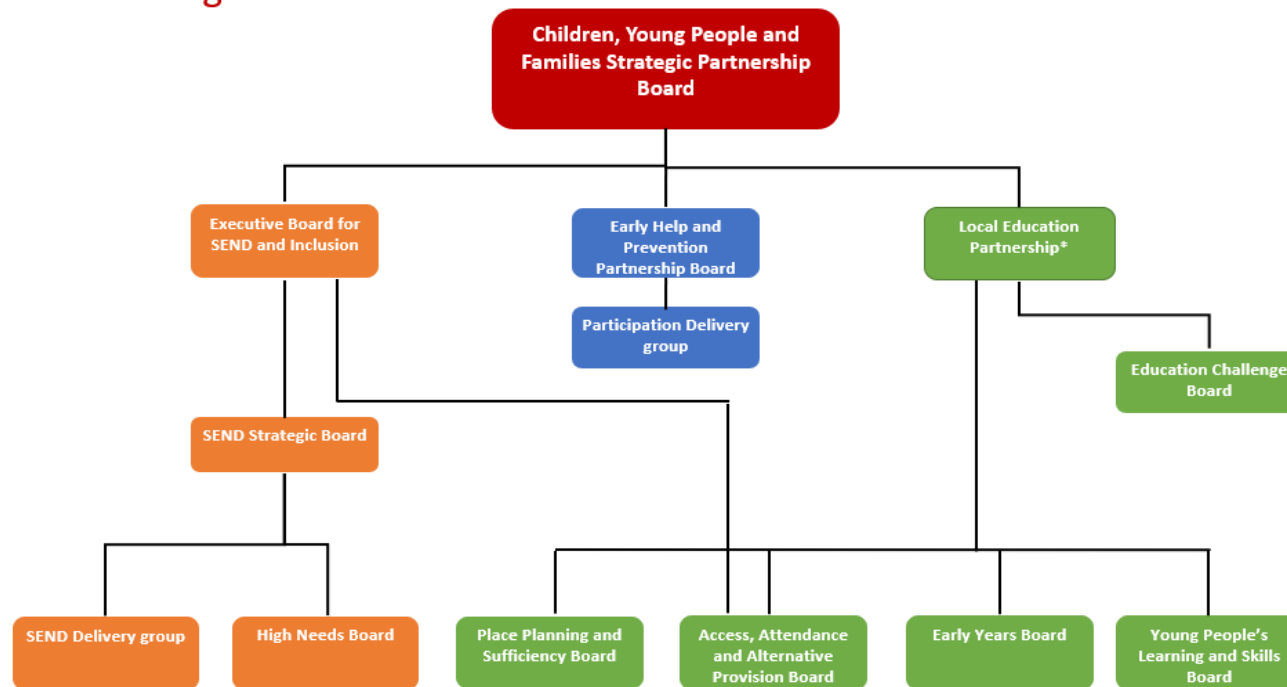 Children, Young People and
Families Strategic Partnership
Board
Executive Board for
SEND and Inclusion
Early Help and
Prevention
Partnership Board
Local Education
Partnership*
Participation Delivery
group
Education Challenge
Board
SEND Strategic Board
SEND Delivery group
High Needs Board
Place Planning and
Sufficiency Board
Access, Attendance
and Alternative
Provision Board
Early Years Board
Young People’s
Learning and Skills
Board